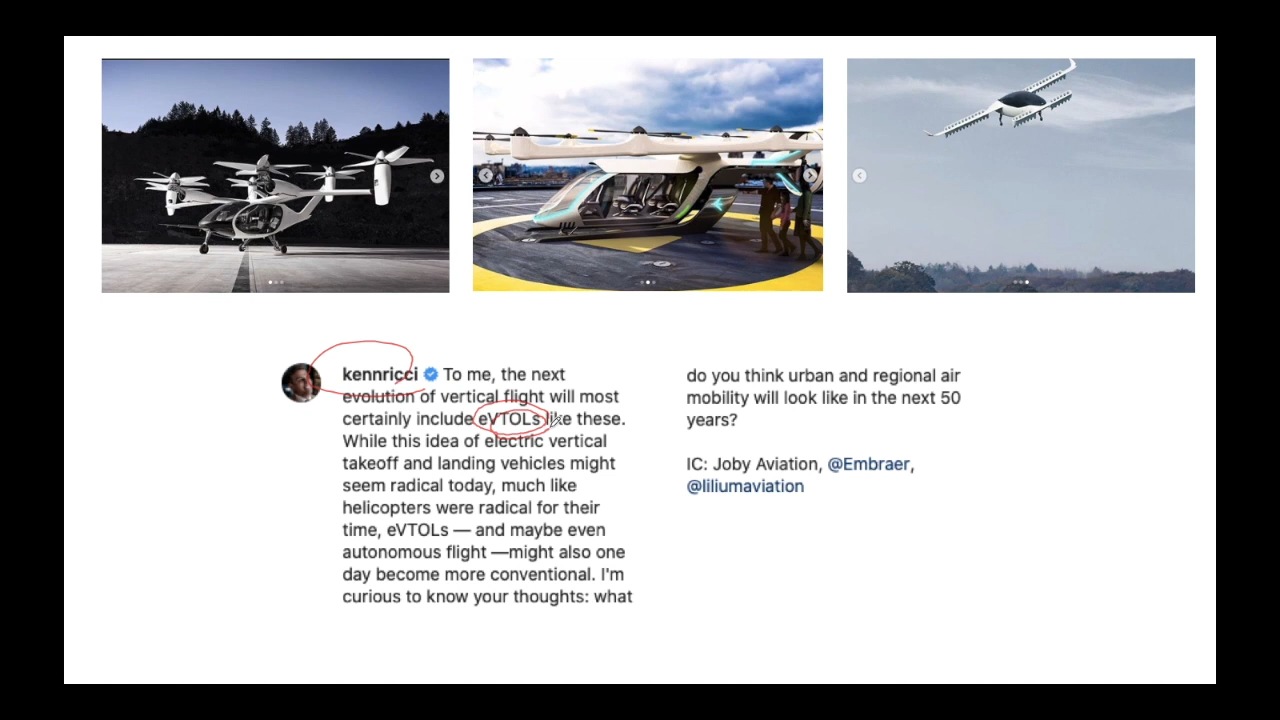 kennricci To me, the next
evolution of vertical flight will most
certainly include eVTOLs like these.
While this idea of electric vertical
takeoff and landing vehicles might
seem radical today, much like
helicopters were radical for their
time, eVTOLs — and maybe even
autonomous flight —might also one
day become more conventional. I'm
curious to know your thoughts: what
do you think urban and regional air
mobility will look like in the next 50
years?
IC: Joby Aviation, @Embraer,
@liliumaviation